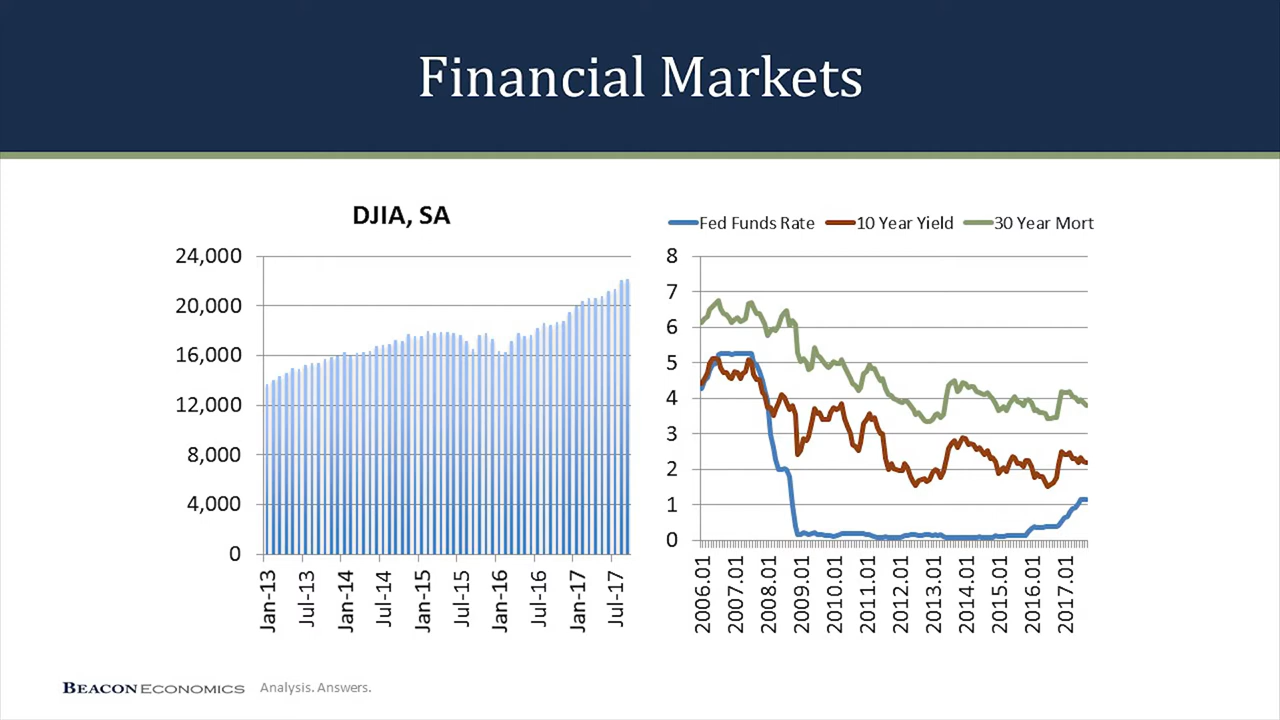 Financial Markets
DJIA, SA
24,000
20,000
16,000
12,000
8,000
4,000
0
Jan-13
Jul-13
Jan-14
Jul-14
Jan-15
Jul-15
Jan-16
Jul-16
Jan-17
Jul-17
Fed Funds Rate 10 Year Yield 30 Year Mort
8
7
6
5
4
3
2
1
0
2006.01
2007.01
2008.01
2009.01
2010.01
2011.01
2012.01
2013.01
2014.01
2015.01
2016.01
2017.01
BEACON ECONOMICS Analysis. Answers.